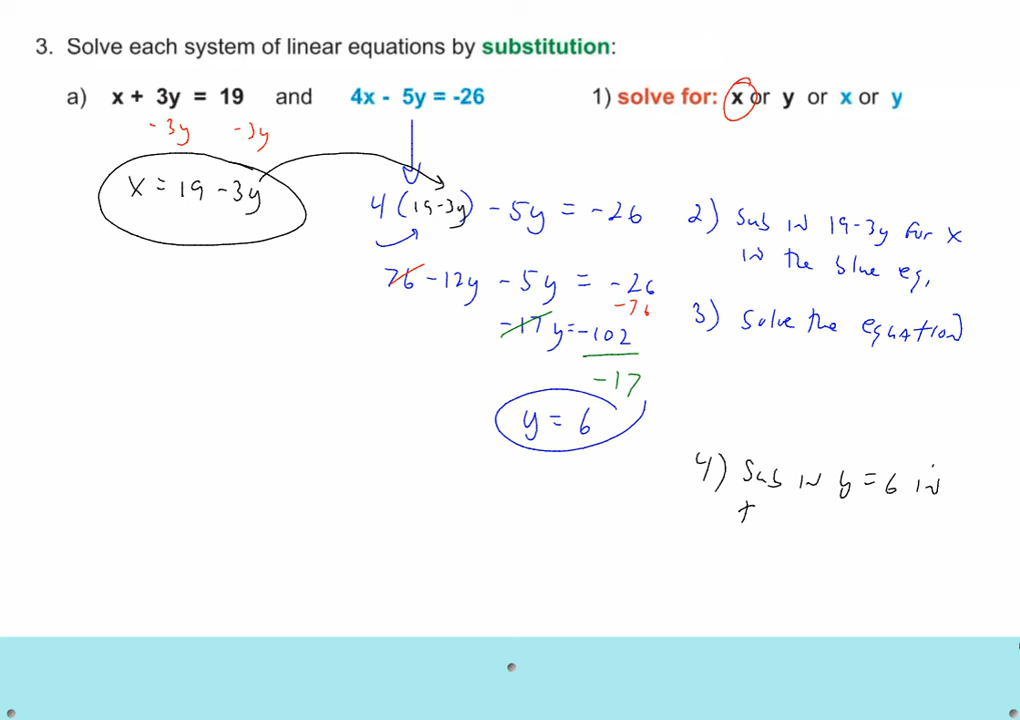 3. Solve each system of linear equations by substitution:
a) x + 3y = 19 and 4x - 5y = -26 1) solve for: x or y or x or y
-3y -3y
x = 19 - 3y
4(19-3y) - 5y = -26 2) Sub in 19-3y for x
in the blue eq,
76 - 12y - 5y = -26
-76
3) Solve the equation
-17y = -102
-17
y = 6
4) Sub in y = 6 in
t